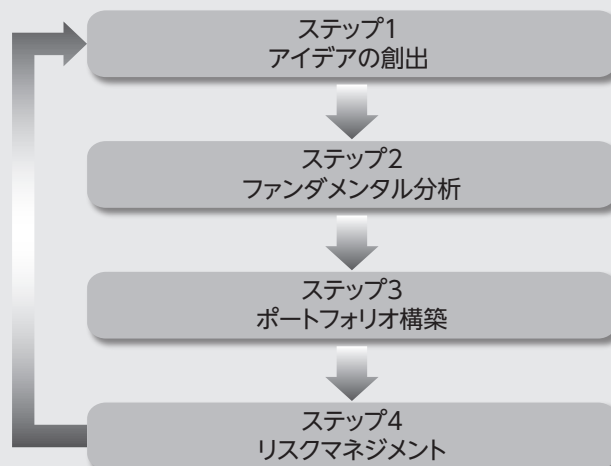 ステップ1
アイデアの創出
ステップ2
ファンダメンタル分析
ステップ3
ポートフォリオ構築
ステップ4
リスクマネジメント